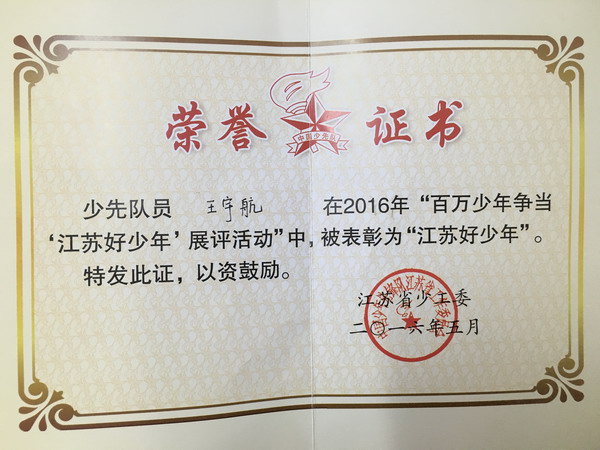 荣誉证书
中国少先队
少先队员 王宇航 在2016年“百万少年争当
‘江苏好少年’展评活动”中，被表彰为“江苏好少年”。
特发此证，以资鼓励。
江苏省少工委
二〇一六年五月